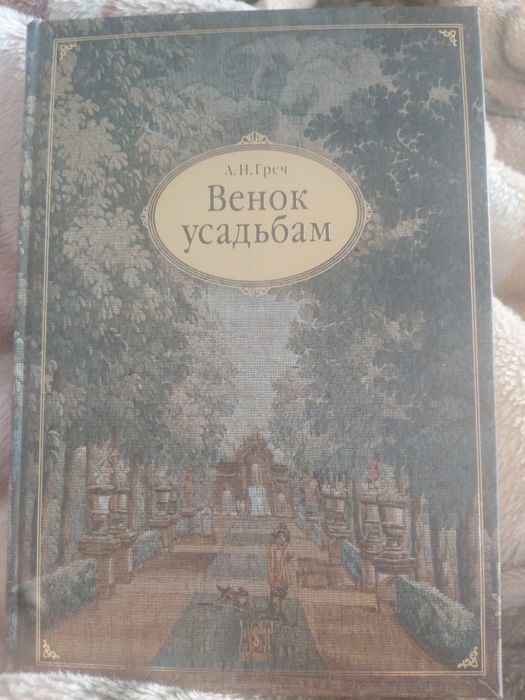 А. Н. Греч
Венок
усадьбам